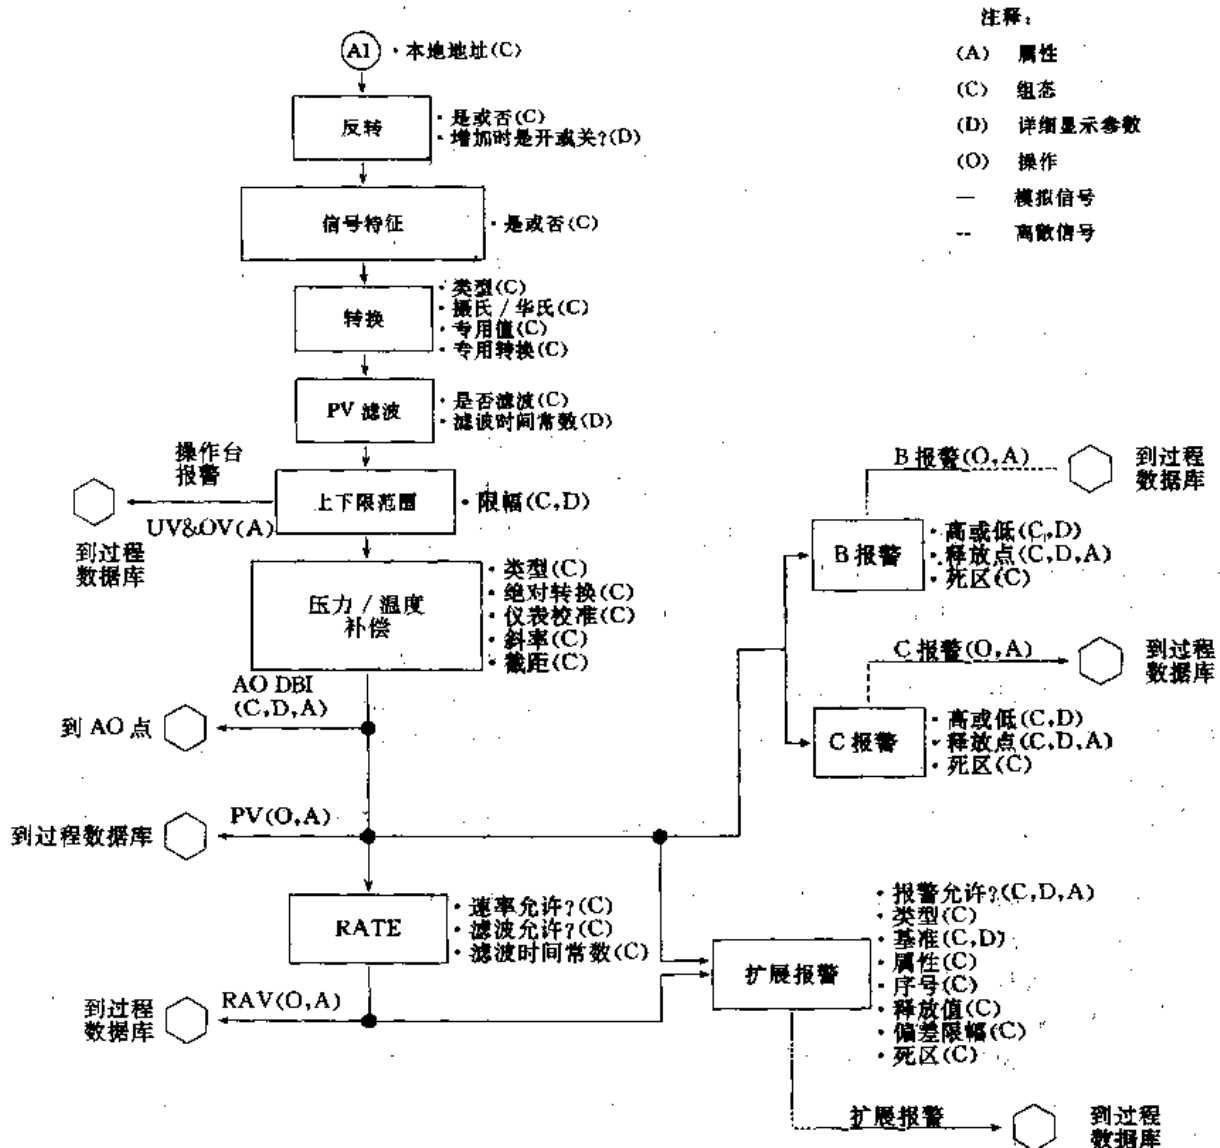 注释：
(A) 属性
(C) 组态
(D) 详细显示参数
(O) 操作
— 模拟信号
-- 离散信号
AI
·本地地址(C)
反转
·是或否(C)
·增加时是开或关?(D)
信号特征
·是或否(C)
转换
·类型(C)
·摄氏/华氏(C)
·专用值(C)
·专用转换(C)
PV 滤波
·是否滤波(C)
·滤波时间常数(D)
操作台
报警
UV&OV(A)
到过程
数据库
上下限范围
·限幅(C,D)
压力/温度
补偿
·类型(C)
·绝对转换(C)
·仪表校准(C)
·斜率(C)
·截距(C)
B报警(O,A)
到过程
数据库
B报警
·高或低(C,D)
·释放点(C,D,A)
·死区(C)
C报警(O,A)
到过程
数据库
C报警
·高或低(C,D)
·释放点(C,D,A)
·死区(C)
AO DBI
(C,D,A)
到 AO 点
PV(O,A)
到过程数据库
RATE
·速率允许?(C)
·滤波允许?(C)
·滤波时间常数(C)
RAV(O,A)
到过程
数据库
扩展报警
·报警允许?(C,D,A)
·类型(C)
·基准(C,D)
·属性(C)
·序号(C)
·释放值(C)
·偏差限幅(C)
·死区(C)
扩展报警
到过程
数据库